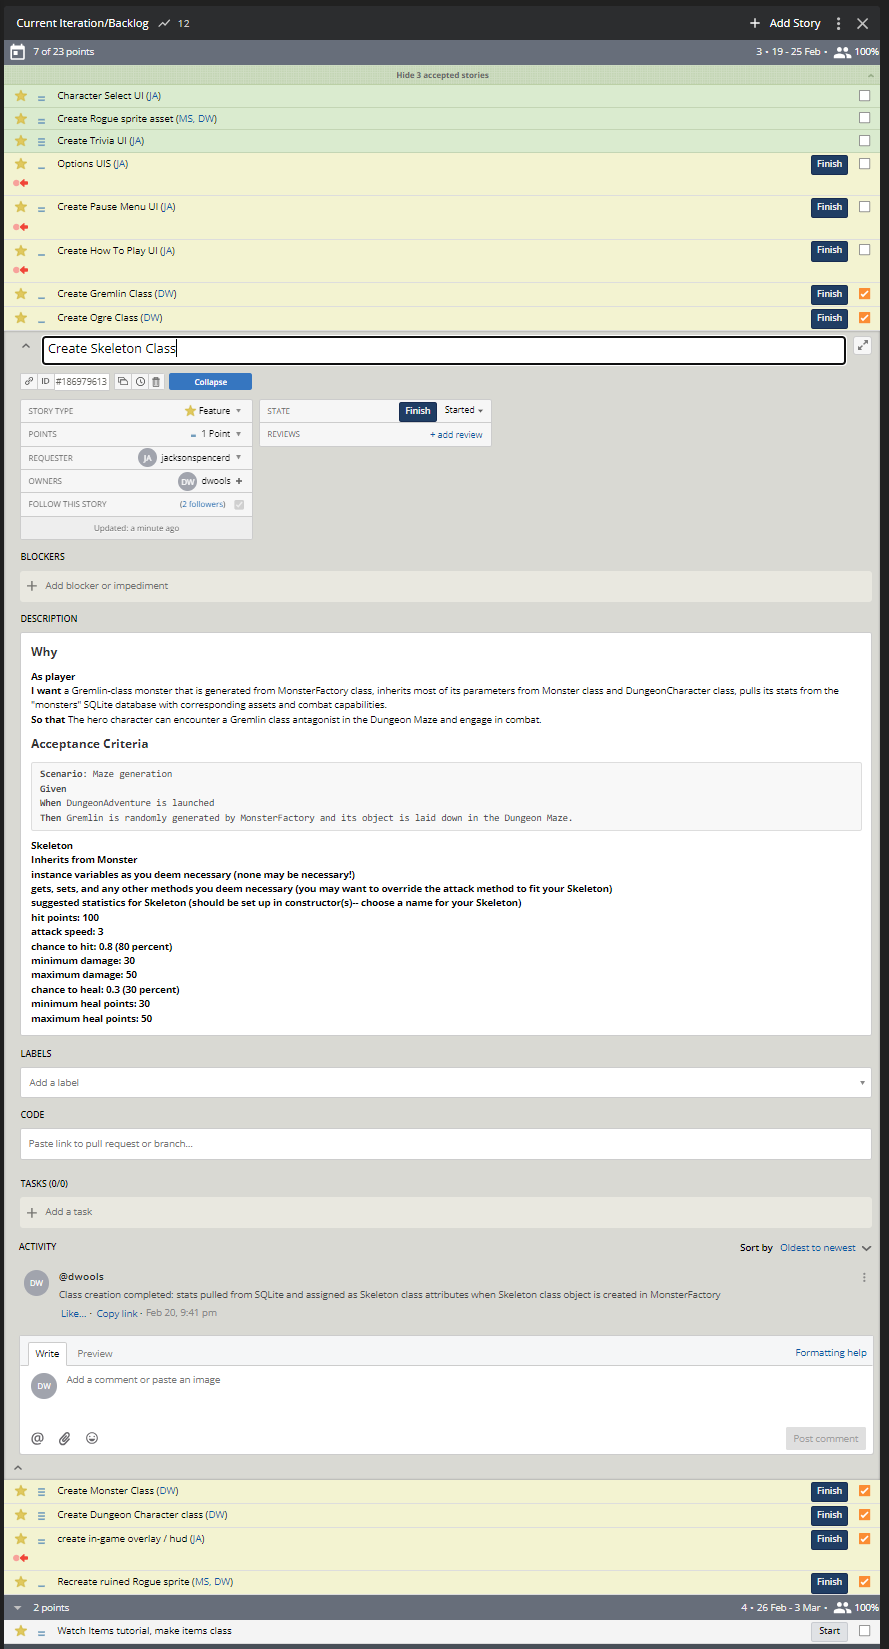 Current Iteration/Backlog 12 + Add Story
7 of 23 points 3 • 19 - 25 Feb • 100%
Hide 3 accepted stories
Character Select UI (JA)
Create Rogue sprite asset (MS, DW)
Create Trivia UI (JA)
Options UIS (JA) Finish
Create Pause Menu UI (JA) Finish
Create How To Play UI (JA) Finish
Create Gremlin Class (DW) Finish
Create Ogre Class (DW) Finish
Create Skeleton Class
ID #186979613 Collapse
STORY TYPE Feature STATE Finish Started
POINTS 1 Point REVIEWS + add review
REQUESTER JA jacksonspencerd
OWNERS DW dwools +
FOLLOW THIS STORY (2 followers)
Updated: a minute ago
BLOCKERS
+ Add blocker or impediment
DESCRIPTION
Why
As player
I want a Gremlin-class monster that is generated from MonsterFactory class, inherits most of its parameters from Monster class and DungeonCharacter class, pulls its stats from the
"monsters" SQLite database with corresponding assets and combat capabilities.
So that The hero character can encounter a Gremlin class antagonist in the Dungeon Maze and engage in combat.
Acceptance Criteria
Scenario: Maze generation
Given
When DungeonAdventure is launched
Then Gremlin is randomly generated by MonsterFactory and its object is laid down in the Dungeon Maze.
Skeleton
Inherits from Monster
instance variables as you deem necessary (none may be necessary!)
gets, sets, and any other methods you deem necessary (you may want to override the attack method to fit your Skeleton)
suggested statistics for Skeleton (should be set up in constructor(s)-- choose a name for your Skeleton)
hit points: 100
attack speed: 3
chance to hit: 0.8 (80 percent)
minimum damage: 30
maximum damage: 50
chance to heal: 0.3 (30 percent)
minimum heal points: 30
maximum heal points: 50
LABELS
Add a label
CODE
Paste link to pull request or branch...
TASKS (0/0)
+ Add a task
ACTIVITY Sort by Oldest to newest
DW @dwools
Class creation completed: stats pulled from SQLite and assigned as Skeleton class attributes when Skeleton class object is created in MonsterFactory
Like... • Copy link • Feb 20, 9:41 pm
Write Preview Formatting help
DW Add a comment or paste an image
@ Post comment
Create Monster Class (DW) Finish
Create Dungeon Character class (DW) Finish
create in-game overlay / hud (JA) Finish
Recreate ruined Rogue sprite (MS, DW) Finish
2 points 4 • 26 Feb - 3 Mar • 100%
Watch Items tutorial, make items class Start